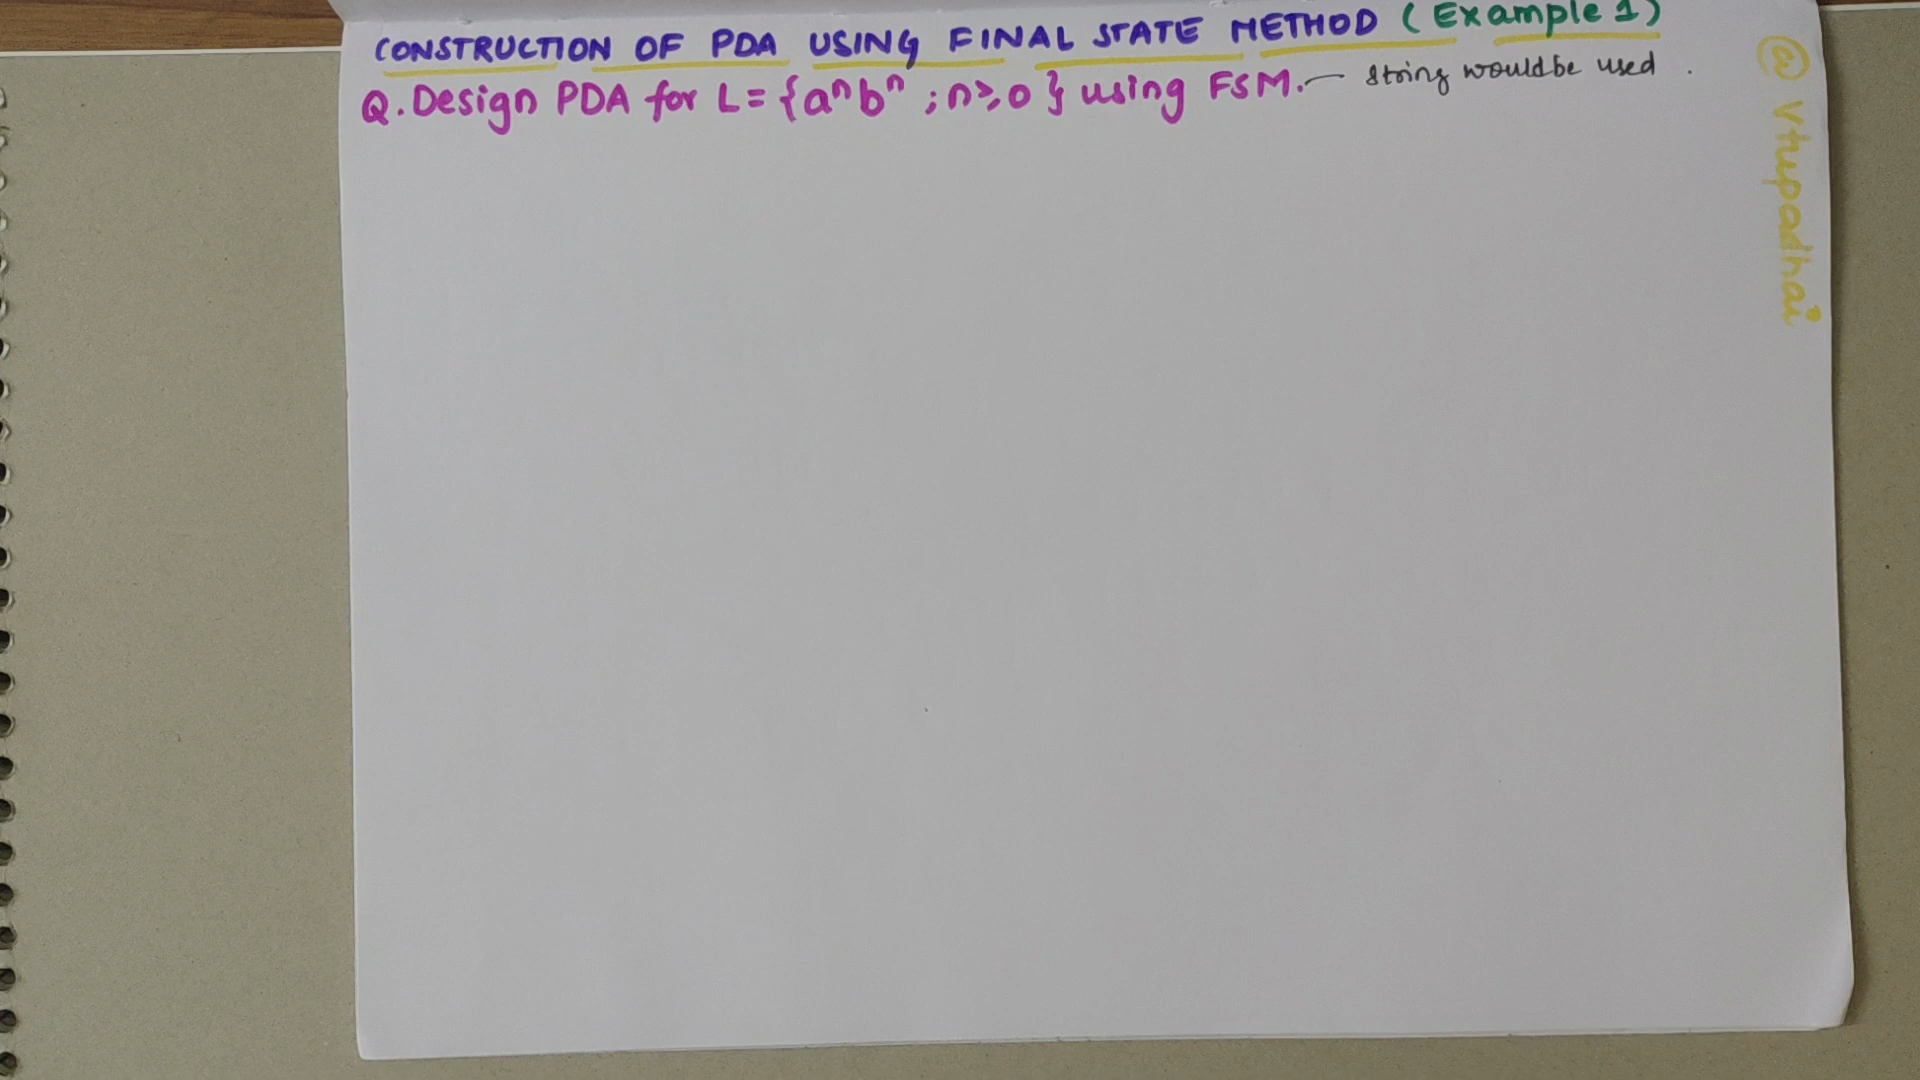 CONSTRUCTION OF PDA USING FINAL STATE METHOD (Example 1)
Q. Design PDA for L = {aⁿbⁿ ; n≥0} using FSM. — string would be used .
@Vtupadhai